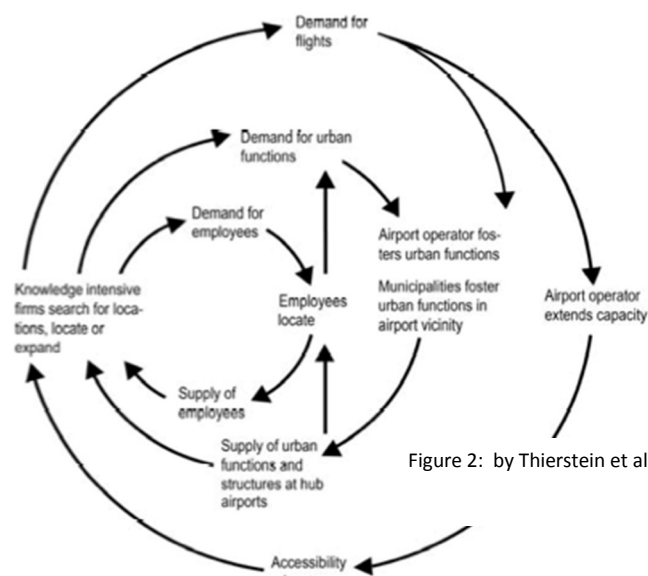 Demand for
flights
Demand for urban
functions
Demand for
employees
Airport operator fos-
ters urban functions
Municipalities foster
urban functions in
airport vicinity
Knowledge intensive
firms search for loca-
tions, locate or
expand
Employees
locate
Airport operator
extends capacity
Supply of
employees
Supply of urban
functions and
structures at hub
airports
Figure 2: by Thierstein et al
Accessibility